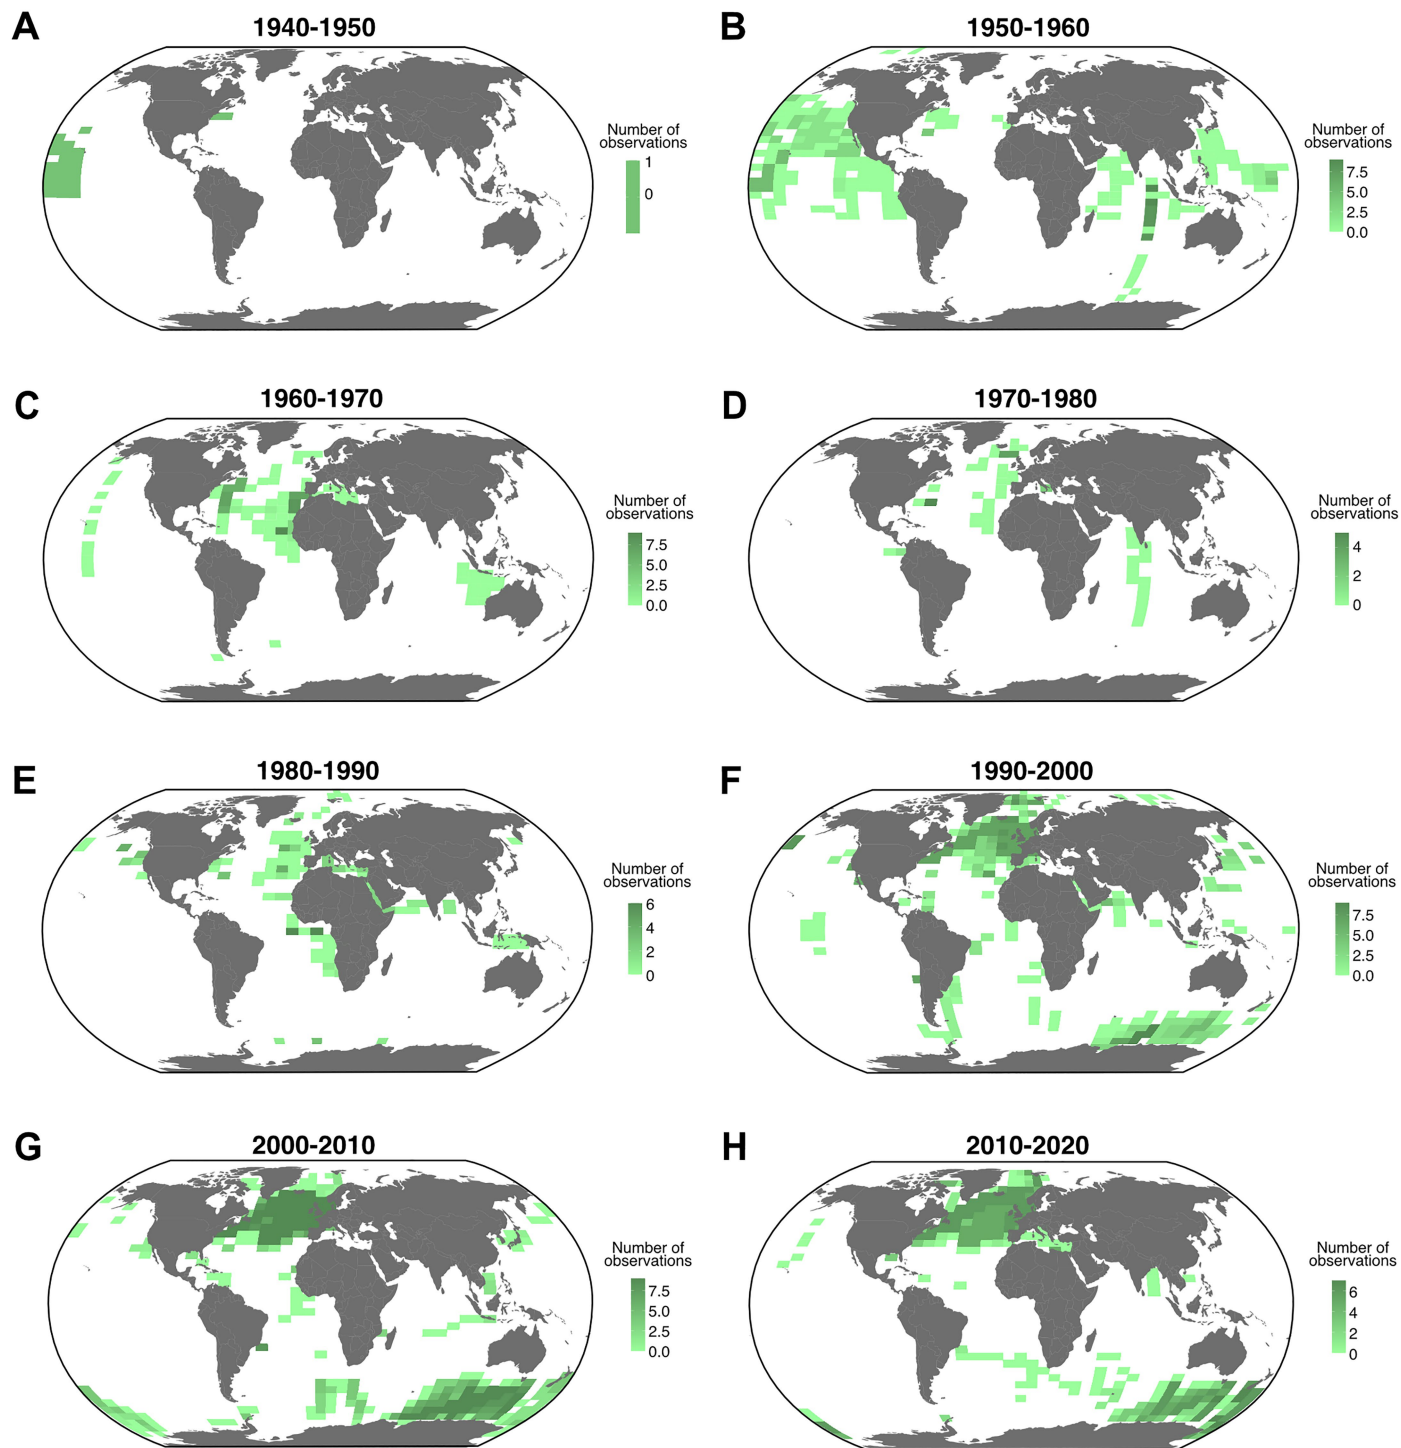 A
1940-1950
Number of
observations
1
0
B
1950-1960
Number of
observations
7.5
5.0
2.5
0.0
C
1960-1970
Number of
observations
7.5
5.0
2.5
0.0
D
1970-1980
Number of
observations
4
2
0
E
1980-1990
Number of
observations
6
4
2
0
F
1990-2000
Number of
observations
7.5
5.0
2.5
0.0
G
2000-2010
Number of
observations
7.5
5.0
2.5
0.0
H
2010-2020
Number of
observations
6
4
2
0